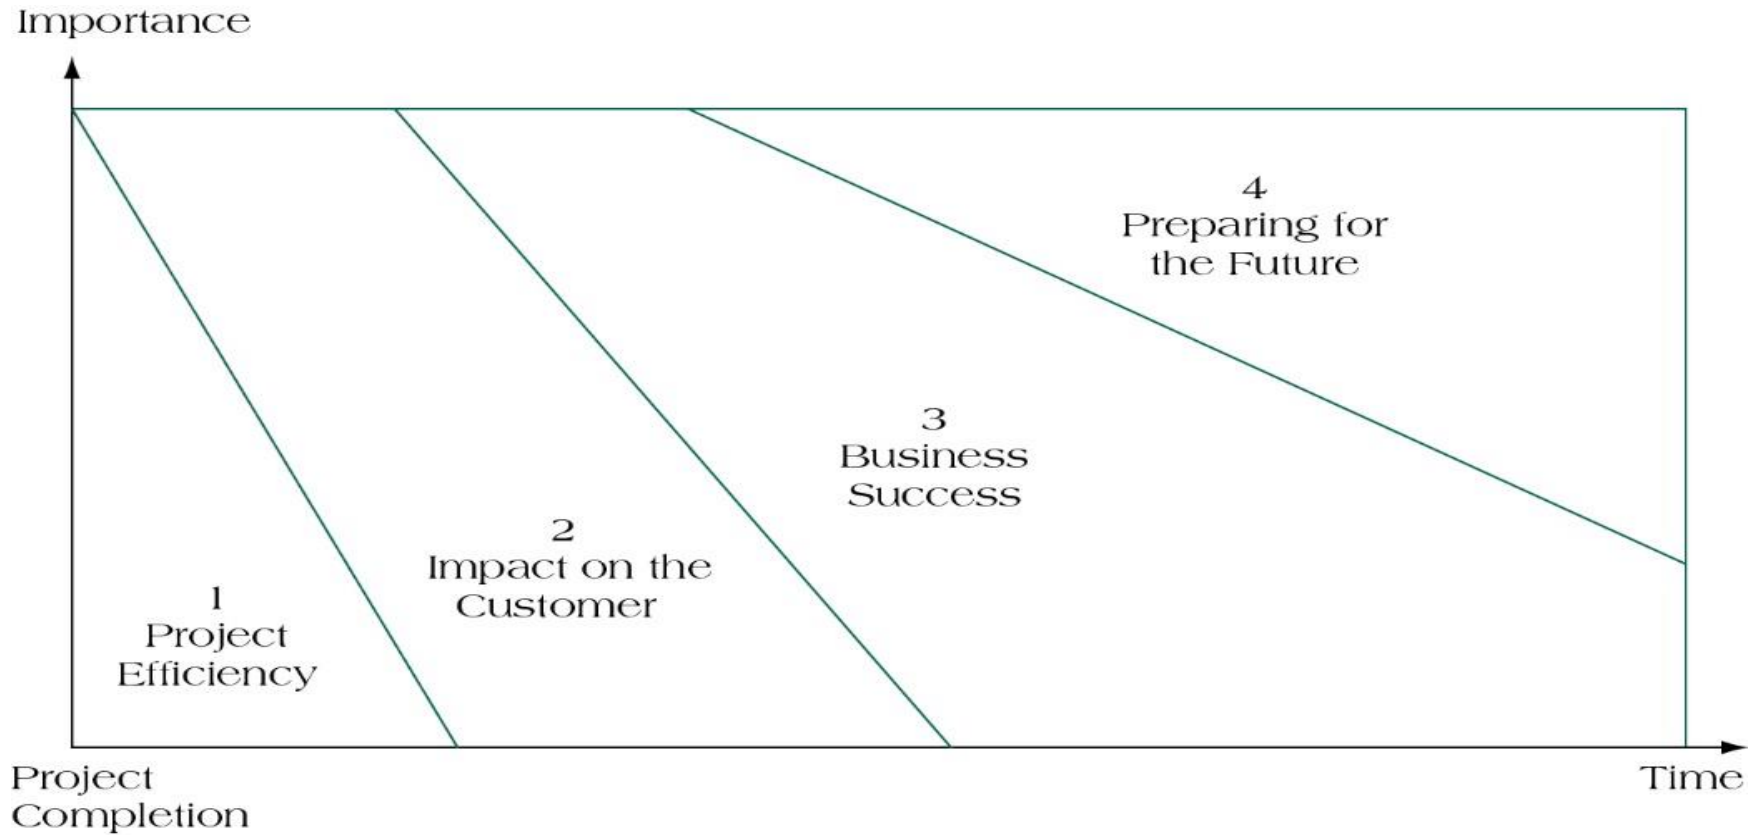 Importance
4
Preparing for
the Future
3
Business
Success
2
Impact on the
Customer
1
Project
Efficiency
Project
Completion
Time